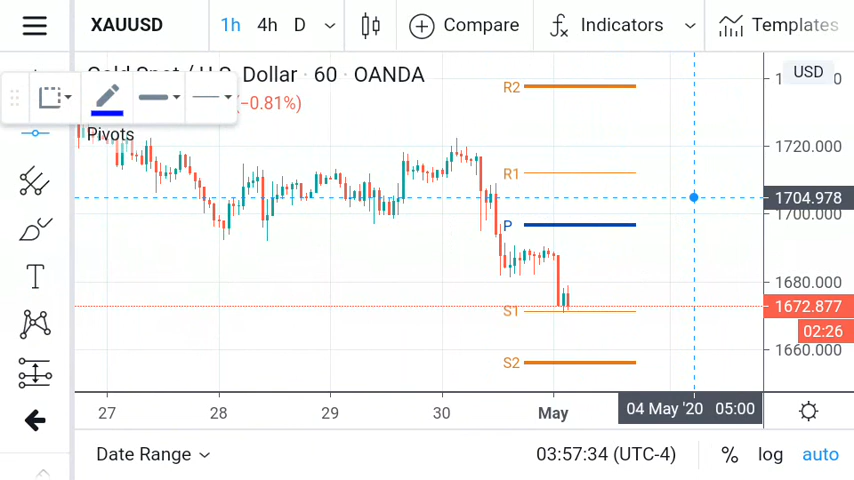 XAUUSD 1h 4h D Compare Indicators Templates
Gold Spot / U.S. Dollar · 60 · OANDA
USD
(−0.81%)
Pivots
R2
1720.000
R1
1704.978
1700.000
P
1680.000
1672.877
S1
02:26
1660.000
S2
27 28 29 30 May 04 May '20 05:00
Date Range 03:57:34 (UTC-4) % log auto